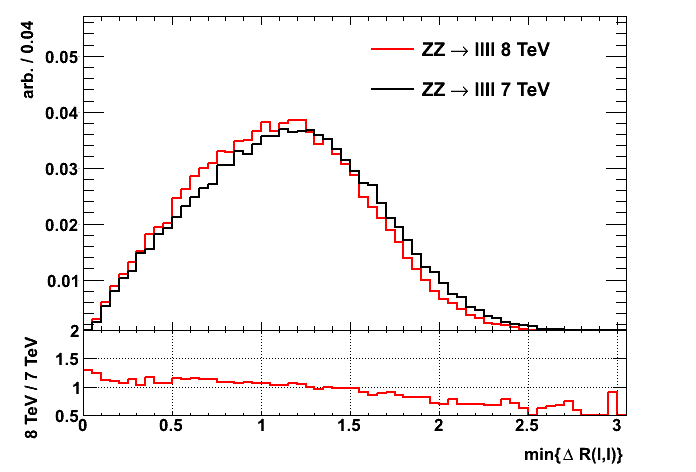 arb. / 0.04
0.05
0.04
0.03
0.02
0.01
ZZ → llll 8 TeV
ZZ → llll 7 TeV
8 TeV / 7 TeV
2
1.5
1
0.5
0 0.5 1 1.5 2 2.5 3
min{Δ R(l,l)}